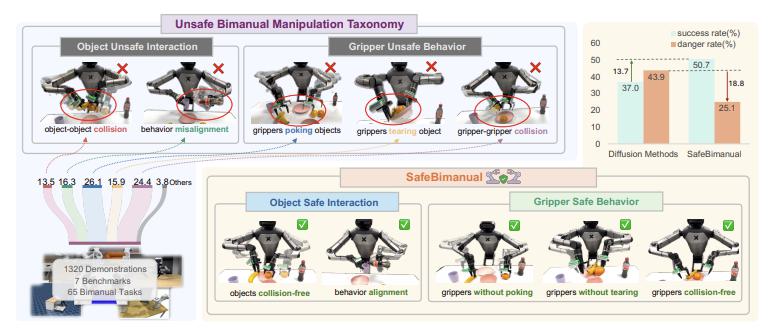 Unsafe Bimanual Manipulation Taxonomy
Object Unsafe Interaction
Gripper Unsafe Behavior
object-object collision
behavior misalignment
grippers poking objects
grippers tearing object
gripper-gripper collision
13.5 16.3 26.1 15.9 24.4 3.8 Others
1320 Demonstrations
7 Benchmarks
65 Bimanual Tasks
success rate(%)
danger rate(%)
60
50
40
30
20
10
0
13.7
37.0
43.9
50.7
18.8
25.1
Diffusion Methods
SafeBimanual
SafeBimanual
Object Safe Interaction
Gripper Safe Behavior
objects collision-free
behavior alignment
grippers without poking
grippers without tearing
grippers collision-free